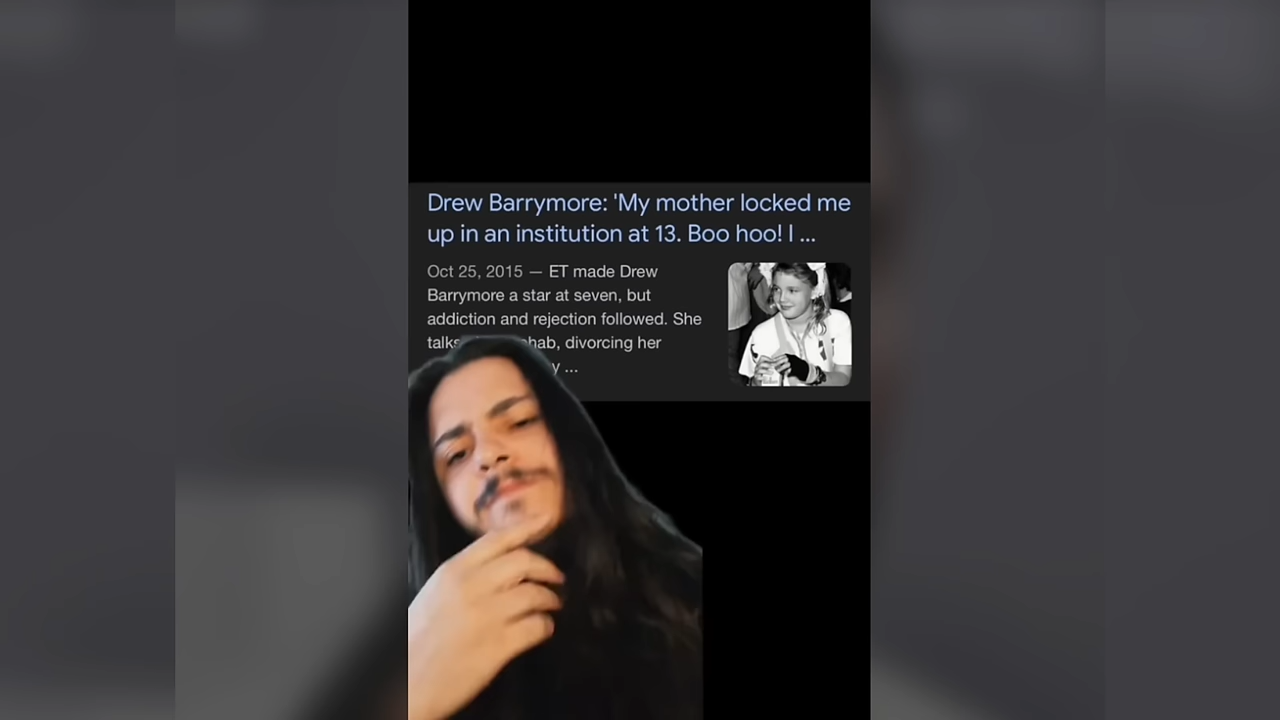 Drew Barrymore: 'My mother locked me
up in an institution at 13. Boo hoo! I ...
Oct 25, 2015 — ET made Drew
Barrymore a star at seven, but
addiction and rejection followed. She
talks hab, divorcing her
y ...